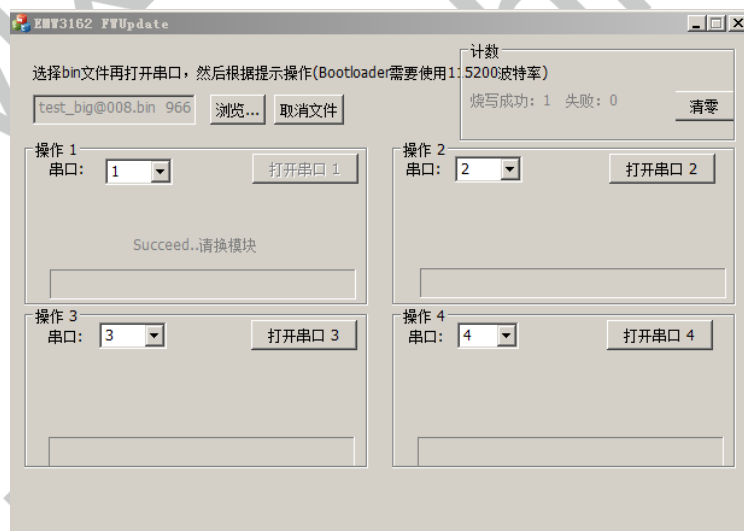 EMW3162 FWUpdate
计数
选择bin文件再打开串口，然后根据提示操作(Bootloader需要使用115200波特率)
test_big@008.bin 966
浏览...
取消文件
烧写成功: 1 失败: 0
清零
操作 1
串口: 1
打开串口 1
Succeed..请换模块
操作 2
串口: 2
打开串口 2
操作 3
串口: 3
打开串口 3
操作 4
串口: 4
打开串口 4